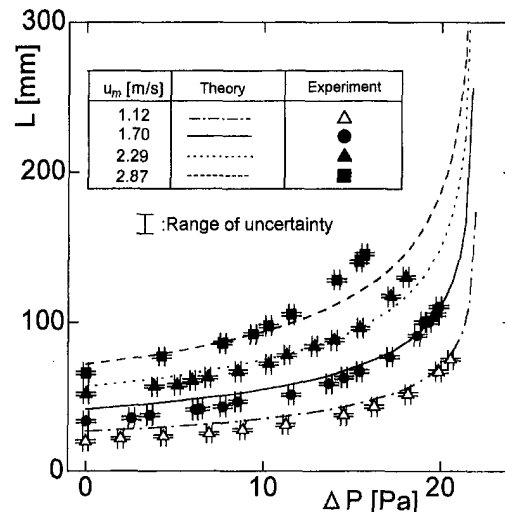 300
200
100
0
L [mm]
u_m [m/s] Theory Experiment
1.12
1.70
2.29
2.87
:Range of uncertainty
0 10 20
ΔP [Pa]